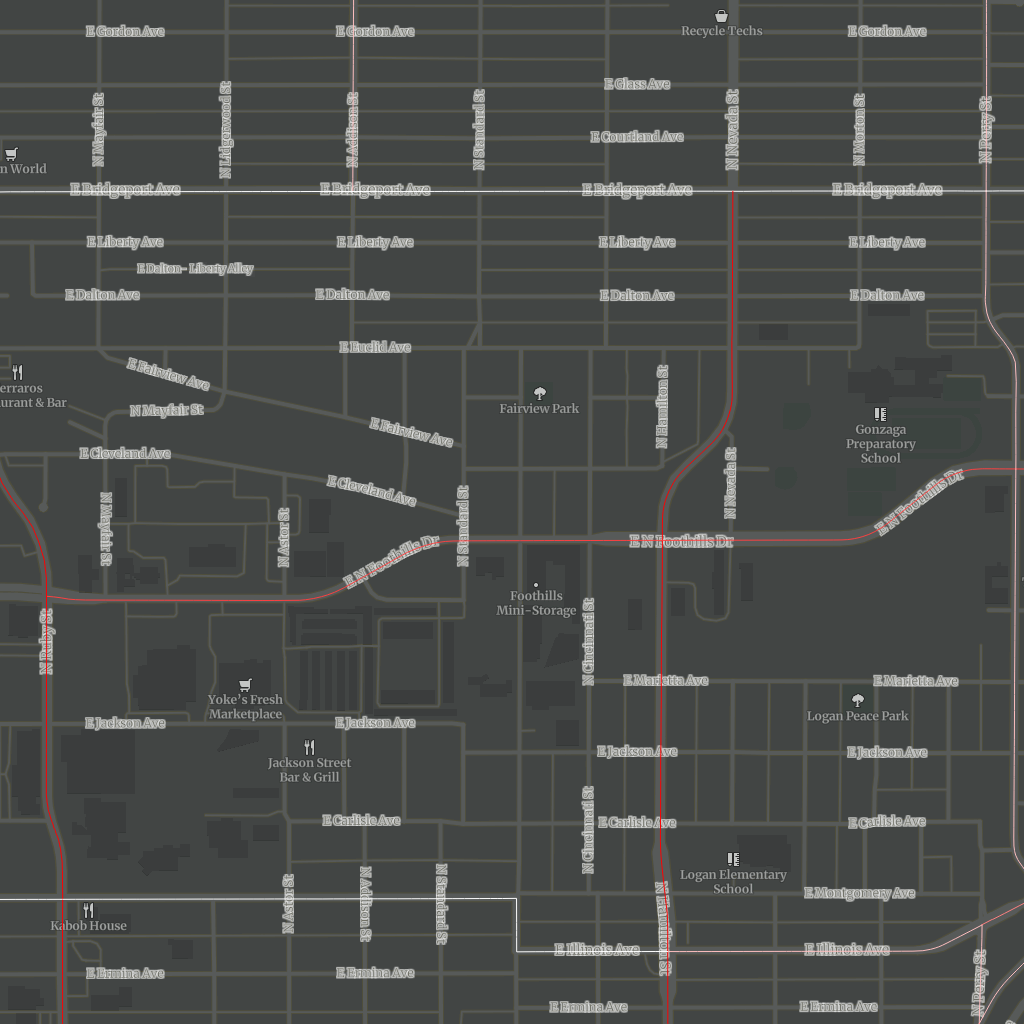 Recycle Techs
E Gordon Ave
E Gordon Ave
E Gordon Ave
E Glass Ave
N Mayfair St
N Lidgerwood St
N Addison St
N Standard St
N Nevada St
N Morton St
N Perry St
E Courtland Ave
n World
E Bridgeport Ave
E Bridgeport Ave
E Bridgeport Ave
E Bridgeport Ave
E Liberty Ave
E Liberty Ave
E Liberty Ave
E Liberty Ave
E Dalton- Liberty Alley
E Dalton Ave
E Dalton Ave
E Dalton Ave
E Dalton Ave
E Euclid Ave
E Fairview Ave
erraros
urant & Bar
N Mayfair St
Fairview Park
N Hamilton St
Gonzaga
Preparatory
School
E Fairview Ave
E Cleveland Ave
E Cleveland Ave
N Nevada St
E N Foothills Dr
N Mayfair St
N Astor St
N Standard St
E N Foothills Dr
E N Foothills Dr
Foothills
Mini-Storage
N Ruby St
N Cincinnati St
E Marietta Ave
E Marietta Ave
Yoke's Fresh
Marketplace
Logan Peace Park
E Jackson Ave
E Jackson Ave
E Jackson Ave
E Jackson Ave
Jackson Street
Bar & Grill
N Cincinnati St
E Carlisle Ave
E Carlisle Ave
E Carlisle Ave
Logan Elementary
School
E Montgomery Ave
N Astor St
N Addison St
N Standard St
N Hamilton St
Kabob House
E Illinois Ave
E Illinois Ave
E Ermina Ave
E Ermina Ave
N Perry St
E Ermina Ave
E Ermina Ave